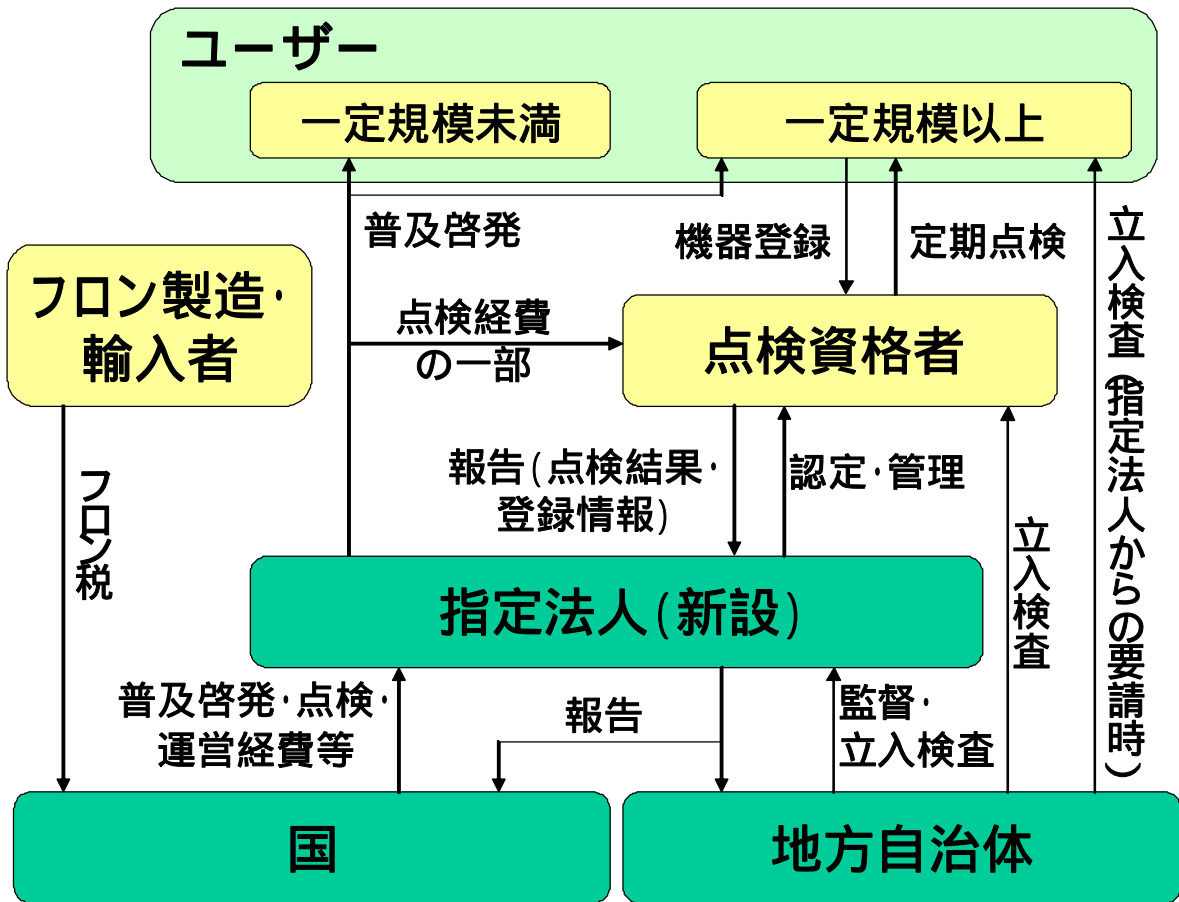 ユーザー
一定規模未満
一定規模以上
普及啓発
機器登録
定期点検
立入検査(指定法人からの要請時)
フロン製造・
輸入者
点検経費
の一部
点検資格者
フロン税
報告(点検結果・
登録情報)
認定・管理
立入検査
指定法人(新設)
普及啓発・点検・
運営経費等
報告
監督・
立入検査
国
地方自治体